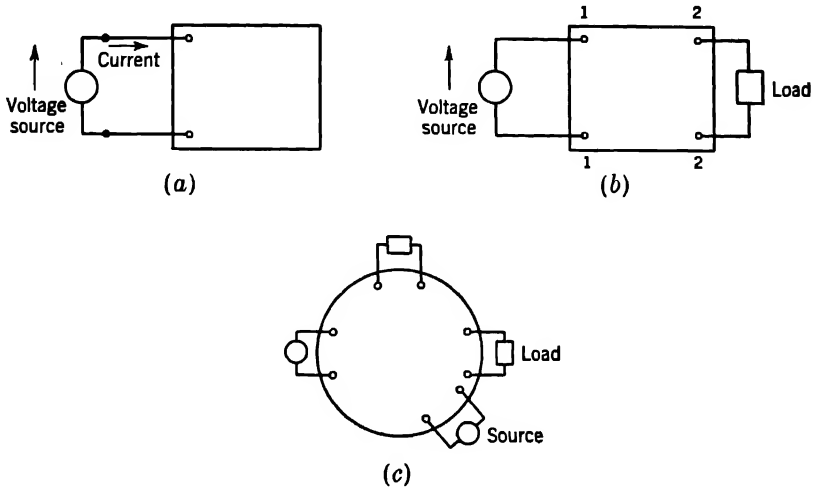 Current
Voltage
source
(a)
1
2
Voltage
source
Load
1
2
(b)
Load
Source
(c)